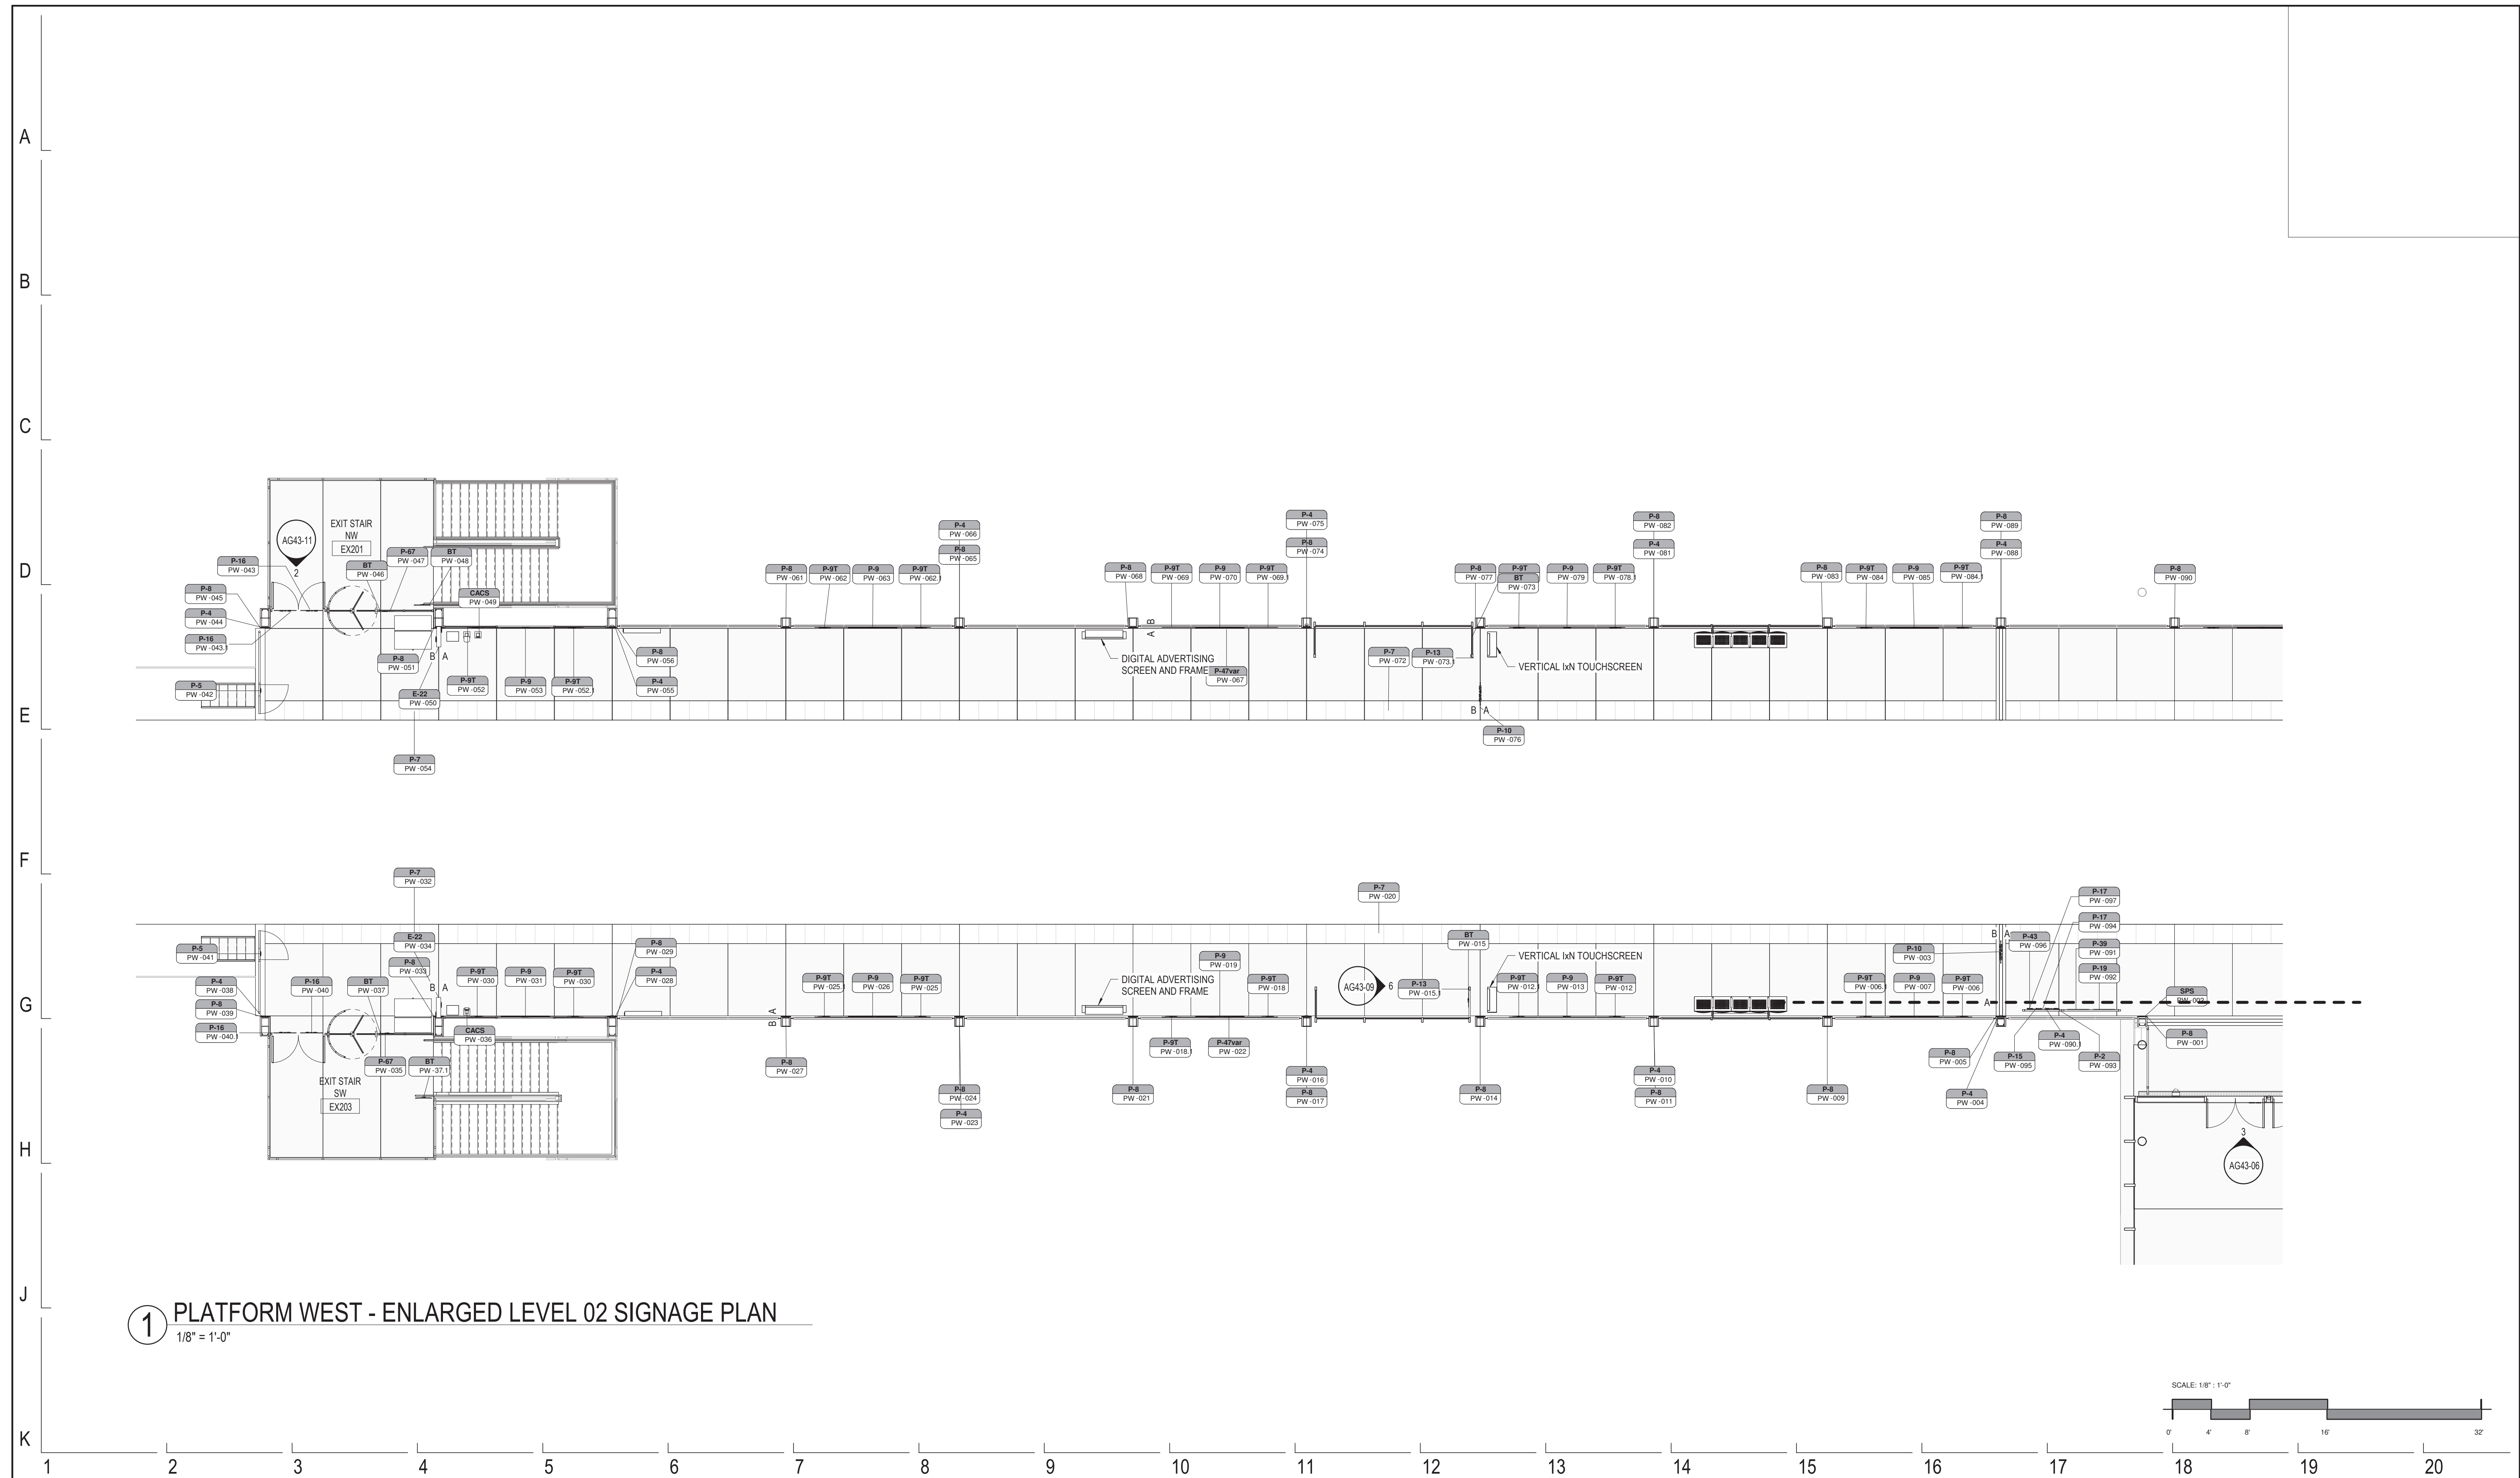 A
B
C
D
E
F
G
H
J
K
P-4
PW -075
P-8
PW -082
P-8
PW -089
P-4
PW -066
EXIT STAIR
NW
EX201
AG43-11
2
P-8
PW -074
P-4
PW -081
P-4
PW -088
P-8
PW -065
P-67
PW -047
BT
PW -048
P-16
PW -043
BT
PW -046
P-8
PW -061
P-9T
PW -062
P-9
PW -063
P-9T
PW -062.1
P-8
PW -068
P-9T
PW -069
P-9
PW -070
P-9T
PW -069.1
P-8
PW -077
P-9T
BT
PW -073
P-9
PW -079
P-9T
PW -078.1
P-8
PW -083
P-9T
PW -084
P-9
PW -085
P-9T
PW -084.1
P-8
PW -090
P-8
PW -045
CACS
PW -049
P-4
PW -044
P-16
PW -043.1
B
A
P-8
PW -051
B A
P-8
PW -056
DIGITAL ADVERTISING
SCREEN AND FRAME
P-47var
PW -067
P-7
PW -072
P-13
PW -073.1
VERTICAL IxN TOUCHSCREEN
P-5
PW -042
E-22
PW -050
P-9T
PW -052
P-9
PW -053
P-9T
PW -052.1
P-4
PW -055
B A
P-10
PW -076
P-7
PW -054
P-7
PW -032
P-7
PW -020
P-17
PW -097
P-17
PW -094
P-5
PW -041
E-22
PW -034
P-8
PW -029
BT
PW -015
P-10
PW -003
B A
P-43
PW -096
P-39
PW -091
P-8
PW -033
P-9T
PW -030
P-9
PW -031
P-9T
PW -030
P-4
PW -028
P-9
PW -019
VERTICAL IxN TOUCHSCREEN
P-4
PW -038
P-16
PW -040
BT
PW -037
B A
P-9T
PW -025.1
P-9
PW -026
P-9T
PW -025
DIGITAL ADVERTISING
SCREEN AND FRAME
P-9T
PW -018
AG43-09
6
P-13
PW -015.1
P-9T
PW -012.1
P-9
PW -013
P-9T
PW -012
P-9T
PW -006.1
P-9
PW -007
P-9T
PW -006
P-19
PW -092
SPS
PW -002
P-8
PW -039
A
B
A
P-16
PW -040.1
CACS
PW -036
P-9T
PW -018.1
P-47var
PW -022
P-4
PW -090.1
P-8
PW -001
P-67
PW -035
BT
PW -37.1
P-8
PW -027
P-8
PW -005
P-15
PW -095
P-2
PW -093
EXIT STAIR
SW
EX203
P-8
PW -024
P-4
PW -023
P-8
PW -021
P-4
PW -016
P-8
PW -017
P-8
PW -014
P-4
PW -010
P-8
PW -011
P-8
PW -009
P-4
PW -004
3
AG43-06
1
PLATFORM WEST - ENLARGED LEVEL 02 SIGNAGE PLAN
1/8" = 1'-0"
SCALE: 1/8" : 1'-0"
0' 4' 8' 16' 32'
1 2 3 4 5 6 7 8 9 10 11 12 13 14 15 16 17 18 19 20